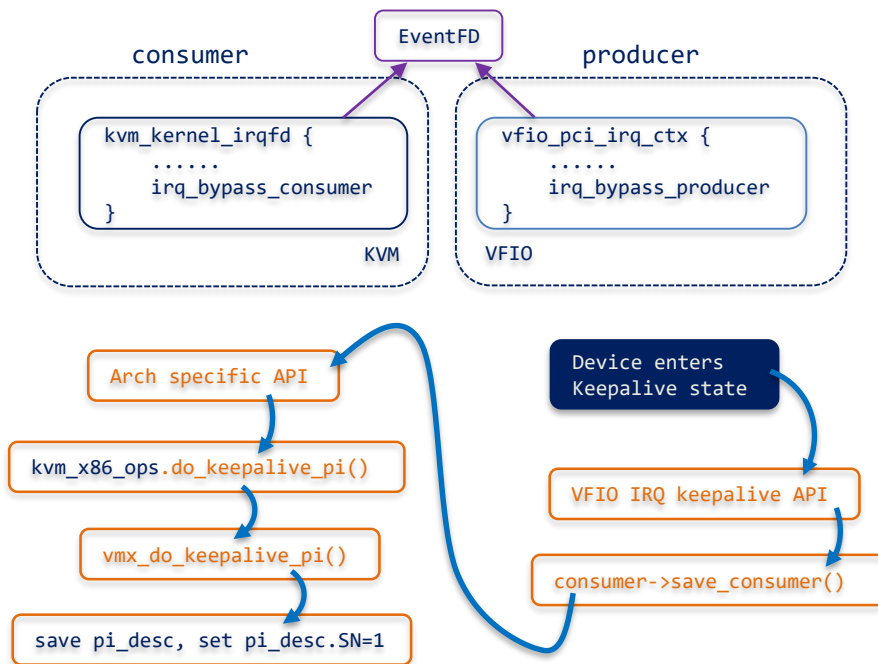 EventFD
consumer
producer
kvm_kernel_irqfd {
......
irq_bypass_consumer
}
KVM
vfio_pci_irq_ctx {
......
irq_bypass_producer
}
VFIO
Device enters
Keepalive state
VFIO IRQ keepalive API
consumer->save_consumer()
Arch specific API
kvm_x86_ops.do_keepalive_pi()
vmx_do_keepalive_pi()
save pi_desc, set pi_desc.SN=1